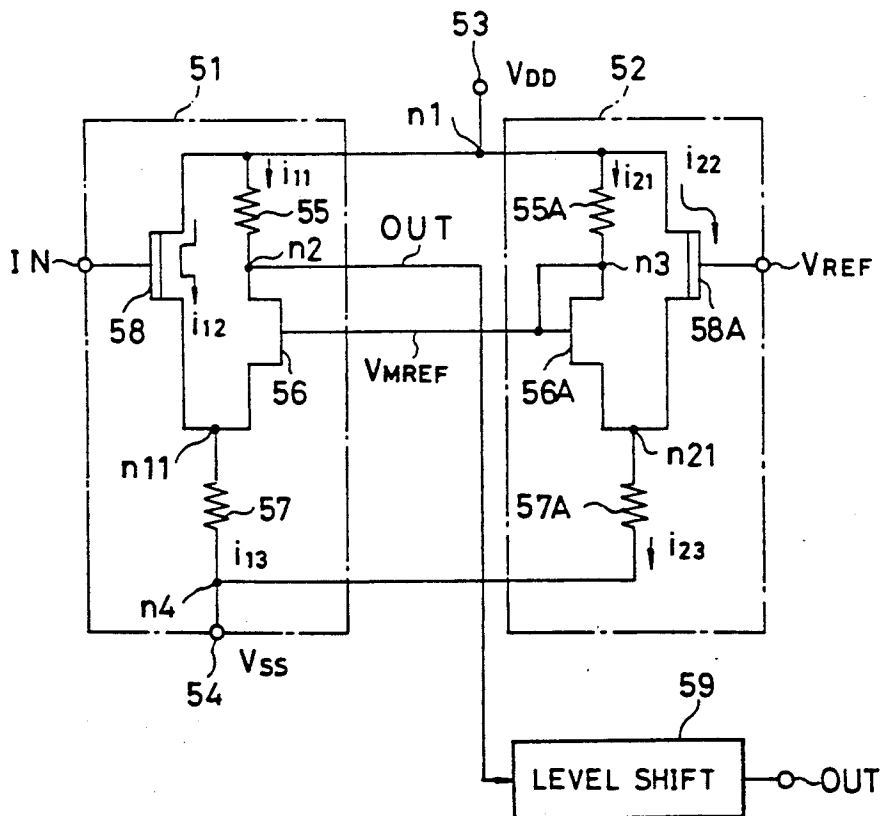 53
VDD
51
52
n1
i11
i21
i22
55
55A
OUT
IN
n2
n3
VREF
58
i12
58A
56
VMREF
56A
n11
n21
57
57A
i13
i23
n4
VSS
54
59
LEVEL SHIFT
OUT